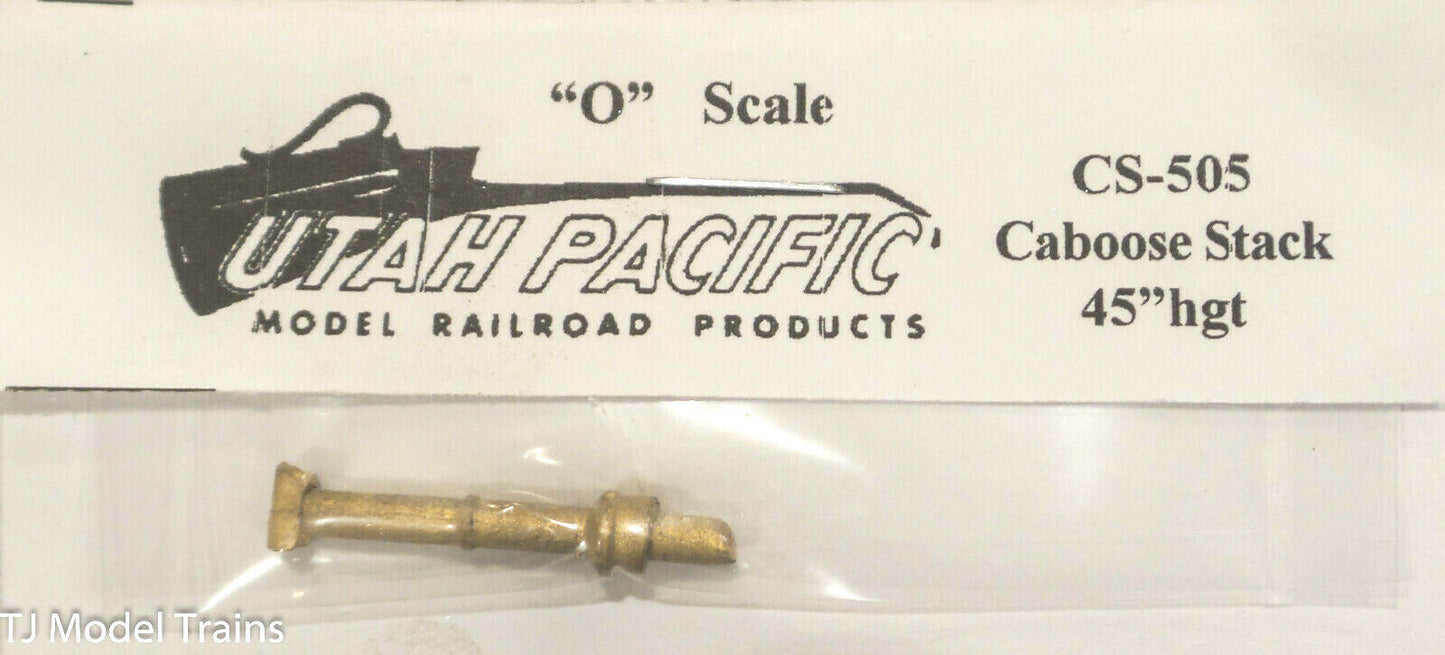 “O” Scale
UTAH PACIFIC
MODEL RAILROAD PRODUCTS
CS-505
Caboose Stack
45”hgt
TJ Model Trains